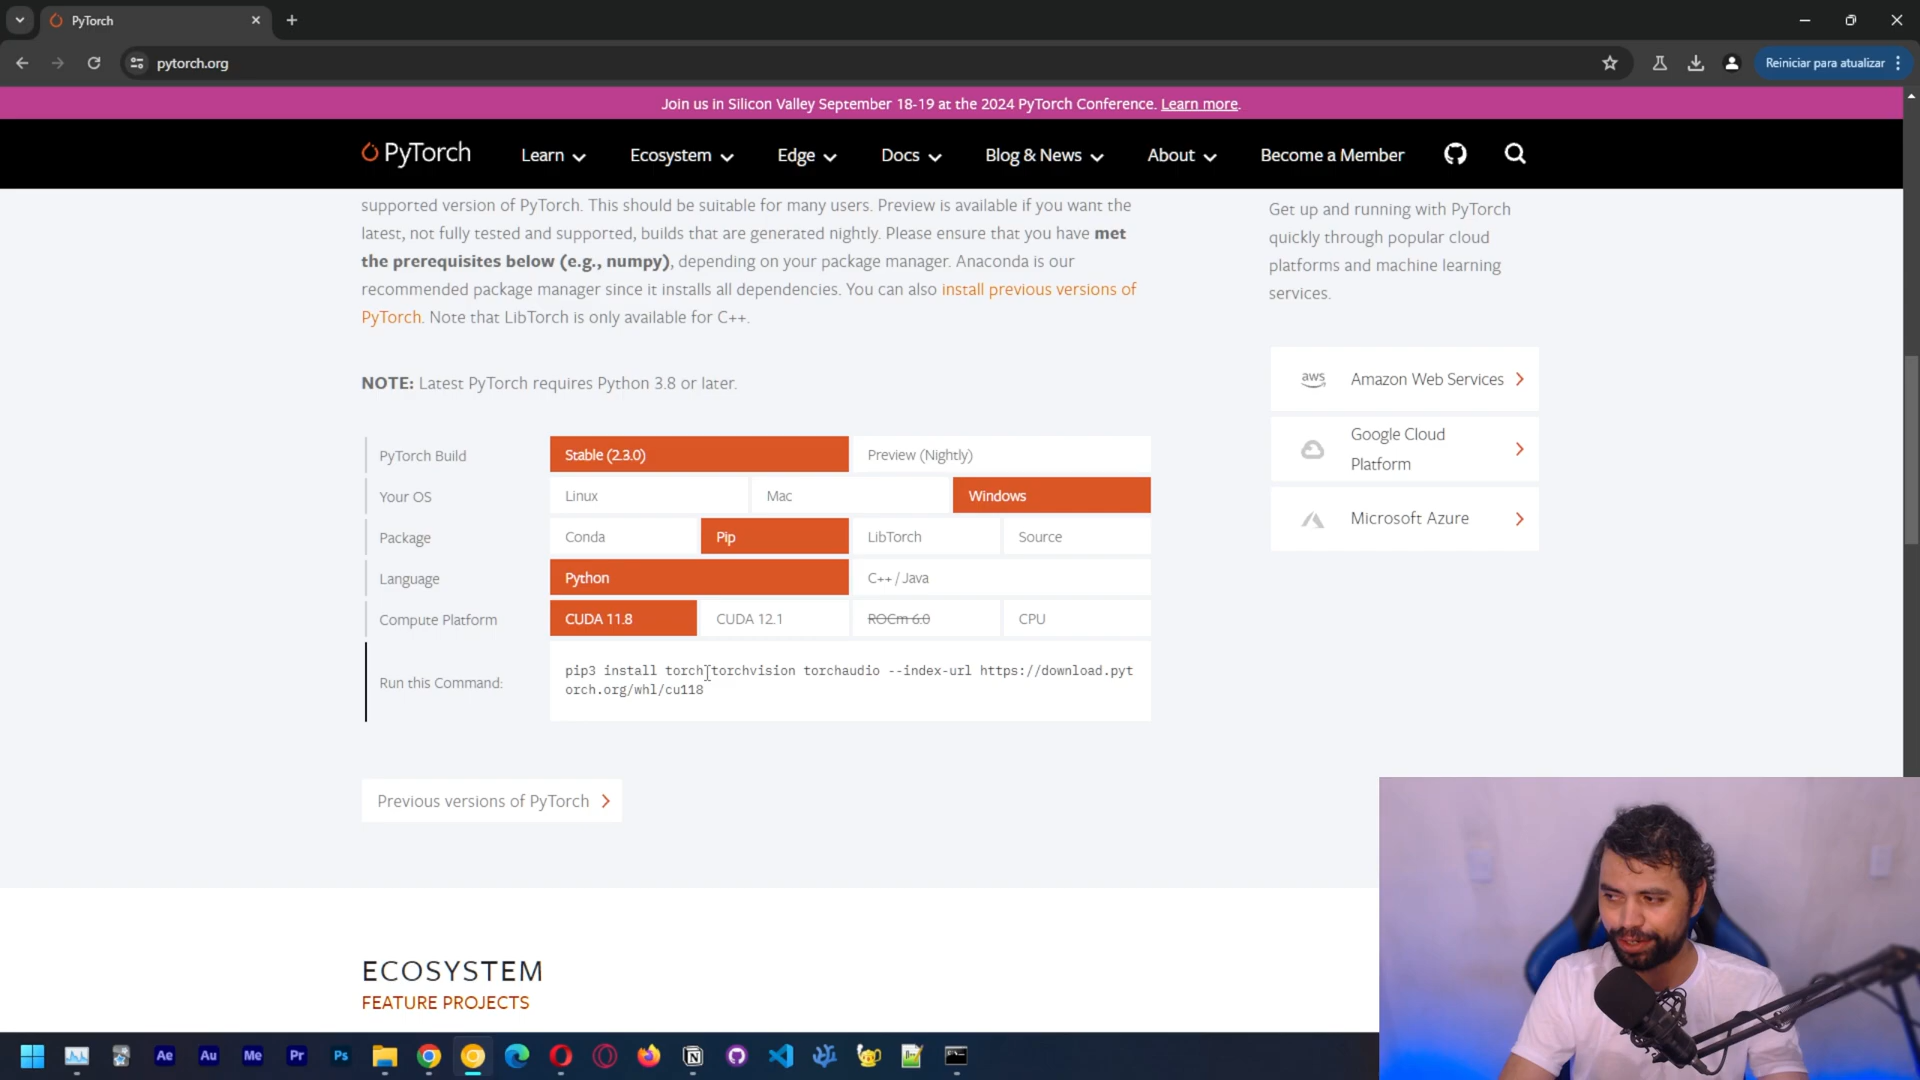 PyTorch
pytorch.org
Reiniciar para atualizar
Join us in Silicon Valley September 18-19 at the 2024 PyTorch Conference. Learn more.
PyTorch
Learn
Ecosystem
Edge
Docs
Blog & News
About
Become a Member
supported version of PyTorch. This should be suitable for many users. Preview is available if you want the
latest, not fully tested and supported, builds that are generated nightly. Please ensure that you have met
the prerequisites below (e.g., numpy), depending on your package manager. Anaconda is our
recommended package manager since it installs all dependencies. You can also install previous versions of
PyTorch. Note that LibTorch is only available for C++.
NOTE: Latest PyTorch requires Python 3.8 or later.
PyTorch Build
Stable (2.3.0)
Preview (Nightly)
Your OS
Linux
Mac
Windows
Package
Conda
Pip
LibTorch
Source
Language
Python
C++ / Java
Compute Platform
CUDA 11.8
CUDA 12.1
ROCm 6.0
CPU
Run this Command:
pip3 install torch torchvision torchaudio --index-url https://download.pyt
orch.org/whl/cu118
Previous versions of PyTorch
Get up and running with PyTorch
quickly through popular cloud
platforms and machine learning
services.
aws
Amazon Web Services
Google Cloud
Platform
Microsoft Azure
ECOSYSTEM
FEATURE PROJECTS
Ae
Au
Me
Pr
Ps